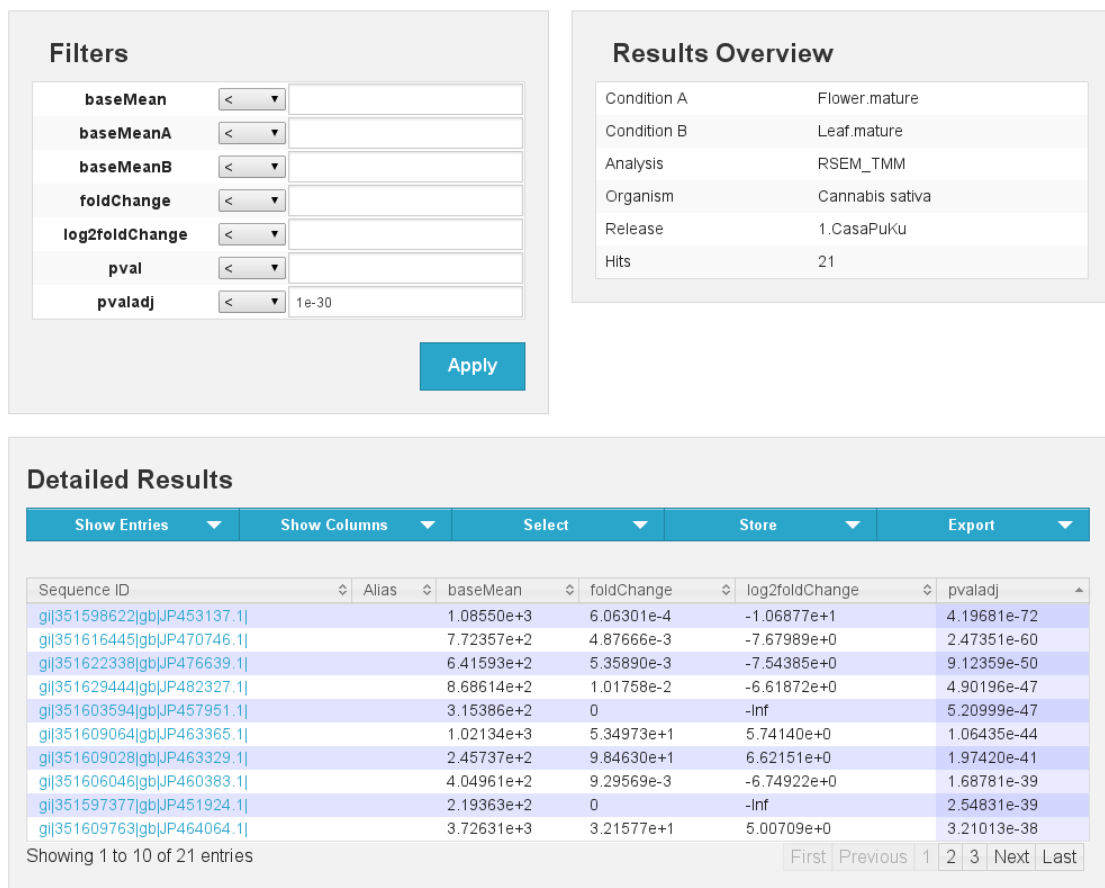 Filters
baseMean <
baseMeanA <
baseMeanB <
foldChange <
log2foldChange <
pval <
pvaladj < 1e-30
Apply
Results Overview
Condition A Flower.mature
Condition B Leaf.mature
Analysis RSEM_TMM
Organism Cannabis sativa
Release 1.CasaPuKu
Hits 21
Detailed Results
Show Entries Show Columns Select Store Export
Sequence ID Alias baseMean foldChange log2foldChange pvaladj
gi|351598622|gb|JP453137.1| 1.08550e+3 6.06301e-4 -1.06877e+1 4.19681e-72
gi|351616445|gb|JP470746.1| 7.72357e+2 4.87666e-3 -7.67989e+0 2.47351e-60
gi|351622338|gb|JP476639.1| 6.41593e+2 5.35890e-3 -7.54385e+0 9.12359e-50
gi|351629444|gb|JP482327.1| 8.68614e+2 1.01758e-2 -6.61872e+0 4.90196e-47
gi|351603594|gb|JP457951.1| 3.15386e+2 0 -Inf 5.20999e-47
gi|351609064|gb|JP463365.1| 1.02134e+3 5.34973e+1 5.74140e+0 1.06435e-44
gi|351609028|gb|JP463329.1| 2.45737e+2 9.84630e+1 6.62151e+0 1.97420e-41
gi|351606046|gb|JP460383.1| 4.04961e+2 9.29569e-3 -6.74922e+0 1.68781e-39
gi|351597377|gb|JP451924.1| 2.19363e+2 0 -Inf 2.54831e-39
gi|351609763|gb|JP464064.1| 3.72631e+3 3.21577e+1 5.00709e+0 3.21013e-38
Showing 1 to 10 of 21 entries First Previous 1 2 3 Next Last